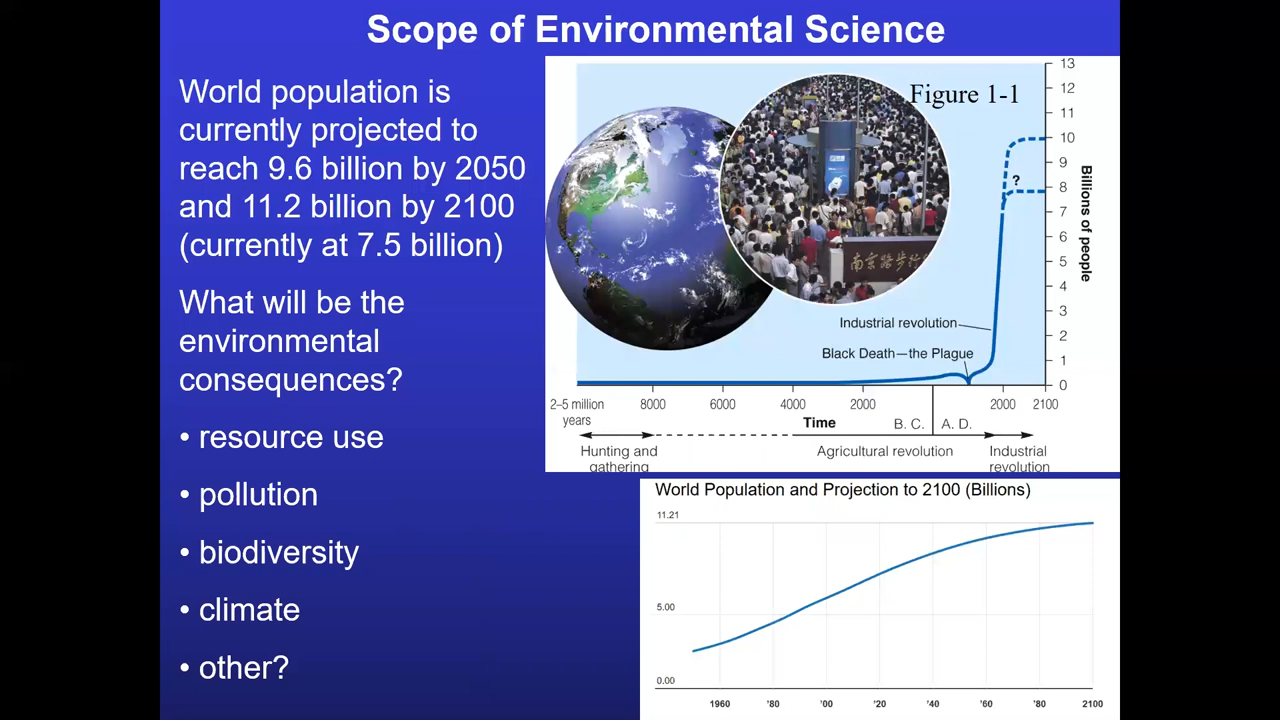 Scope of Environmental Science
World population is
currently projected to
reach 9.6 billion by 2050
and 11.2 billion by 2100
(currently at 7.5 billion)
What will be the
environmental
consequences?
• resource use
• pollution
• biodiversity
• climate
• other?
Figure 1-1
13
12
11
10
9
8
7
6
5
4
3
2
1
0
Billions of people
?
Industrial revolution
Black Death—the Plague
南京路步行
2–5 million
years
8000
6000
4000
2000
2000
2100
Time
B. C.
A. D.
Hunting and
gathering
Agricultural revolution
Industrial
revolution
World Population and Projection to 2100 (Billions)
11.21
5.00
0.00
1960
'80
'00
'20
'40
'60
'80
2100